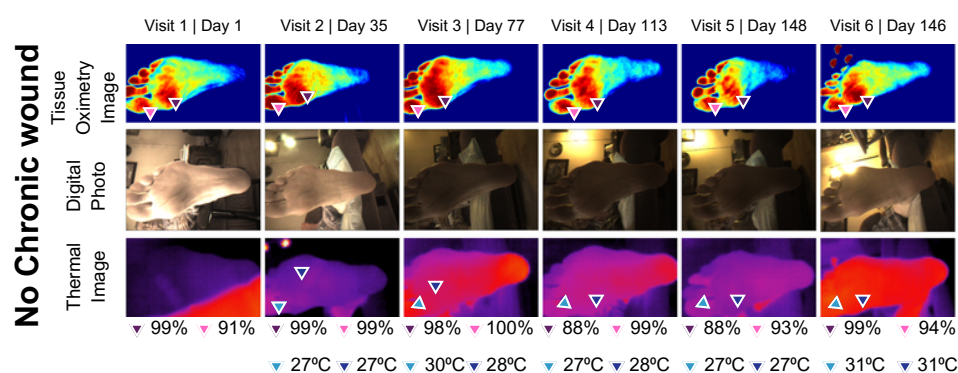 No Chronic wound
Visit 1 | Day 1 Visit 2 | Day 35 Visit 3 | Day 77 Visit 4 | Day 113 Visit 5 | Day 148 Visit 6 | Day 146
Tissue
Oximetry
Image
Digital
Photo
Thermal
Image
99% 91% 99% 99% 98% 100% 88% 99% 88% 93% 99% 94%
27ºC 27ºC 30ºC 28ºC 27ºC 28ºC 27ºC 27ºC 31ºC 31ºC